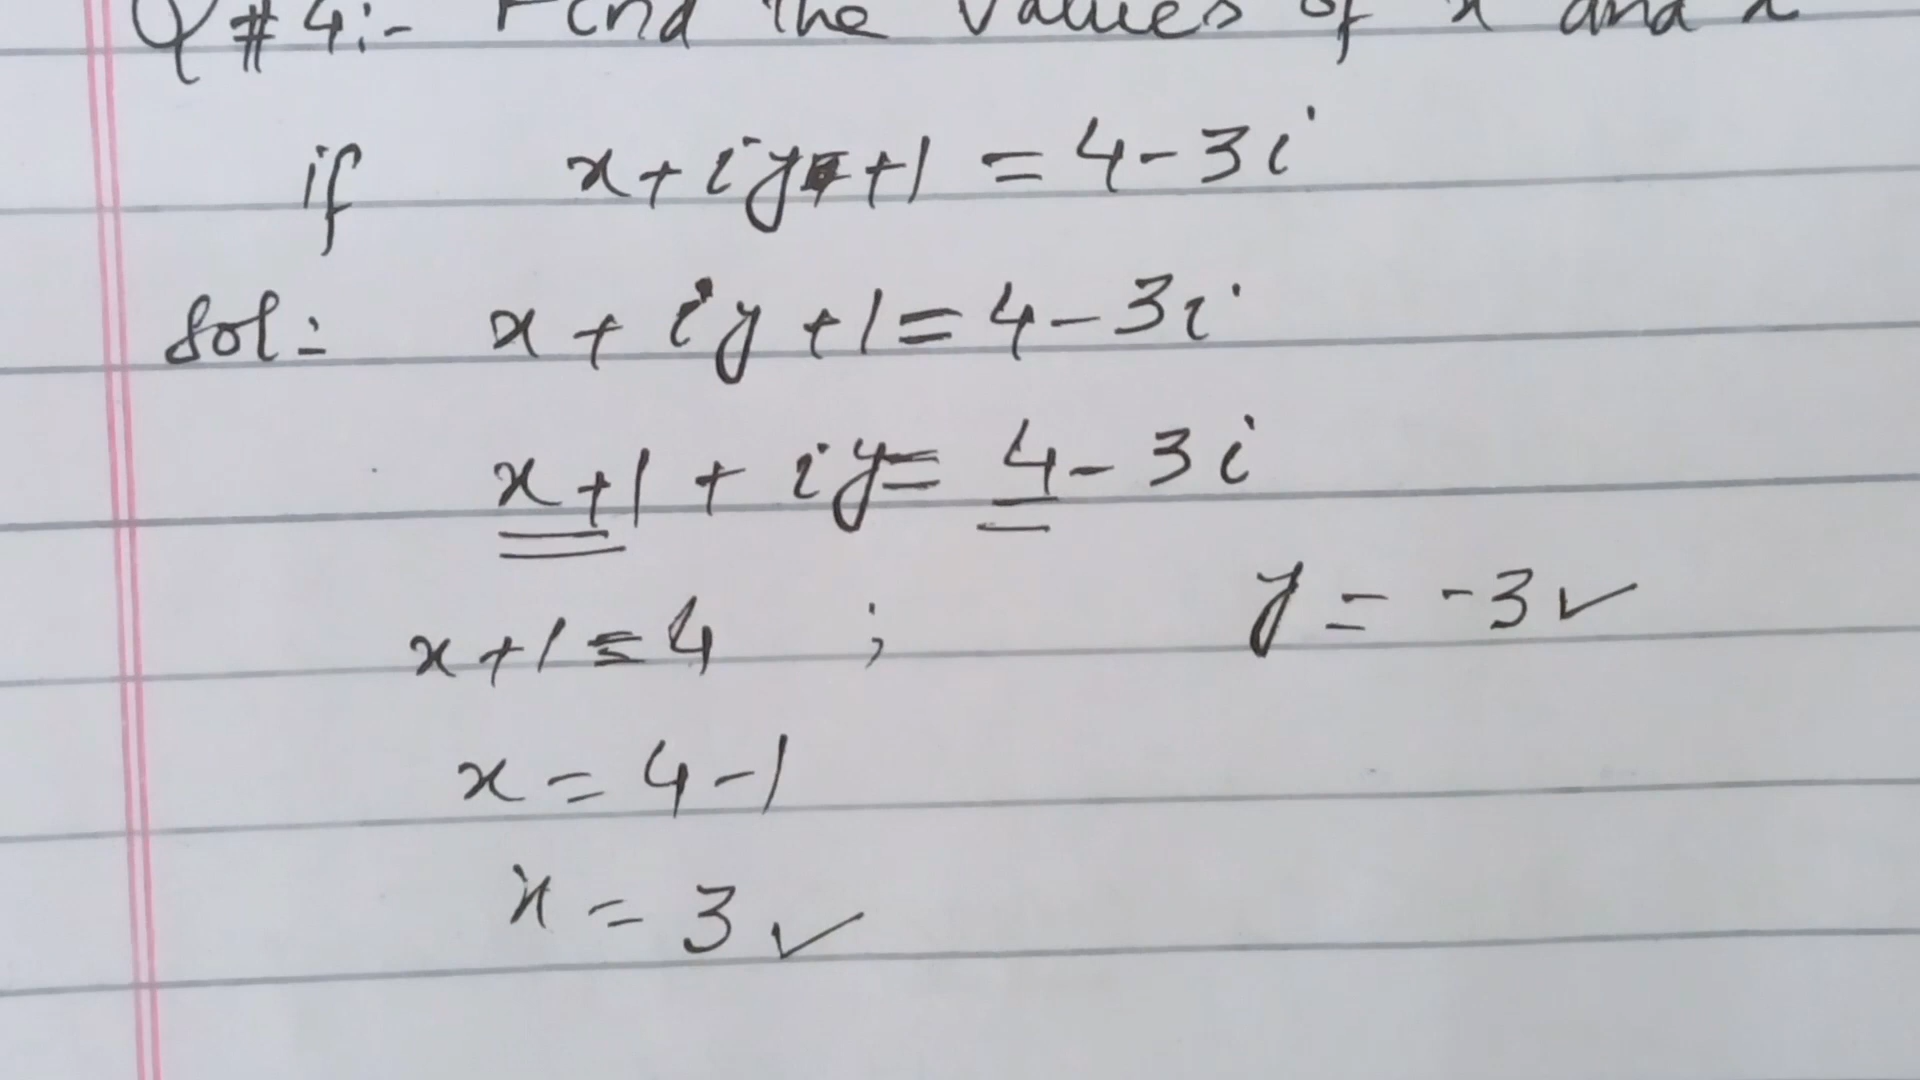 Q#4:- Find the values of x and x
if x+iy+1 = 4-3i
Sol: x + iy +1 = 4-3i
x+1 + iy = 4-3i
x+1=4 ; y = -3 ✓
x = 4-1
x = 3 ✓